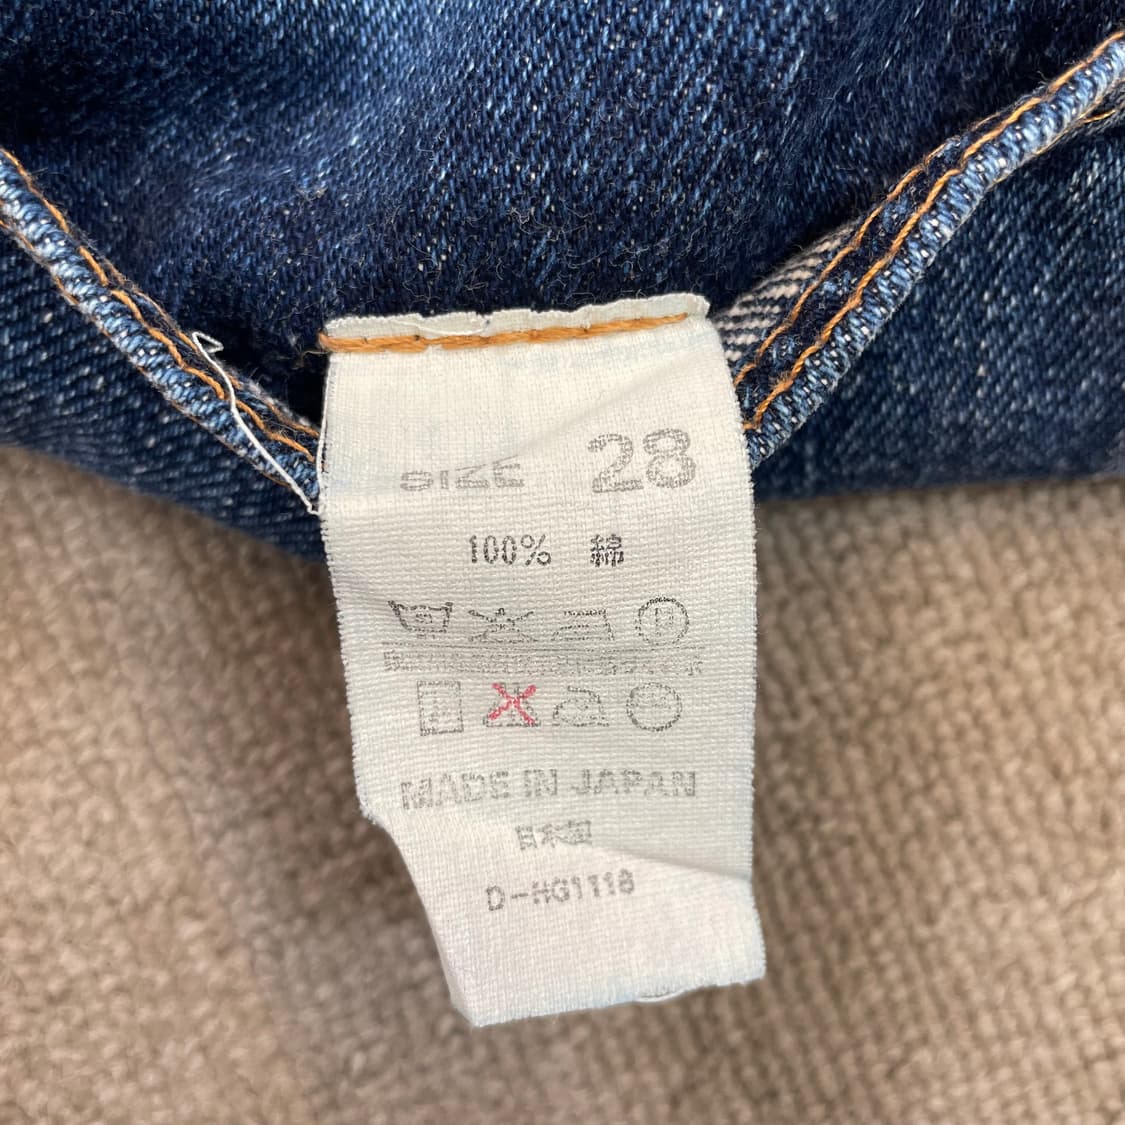 SIZE 28
100% 綿
MADE IN JAPAN
日本製
D-HG1118